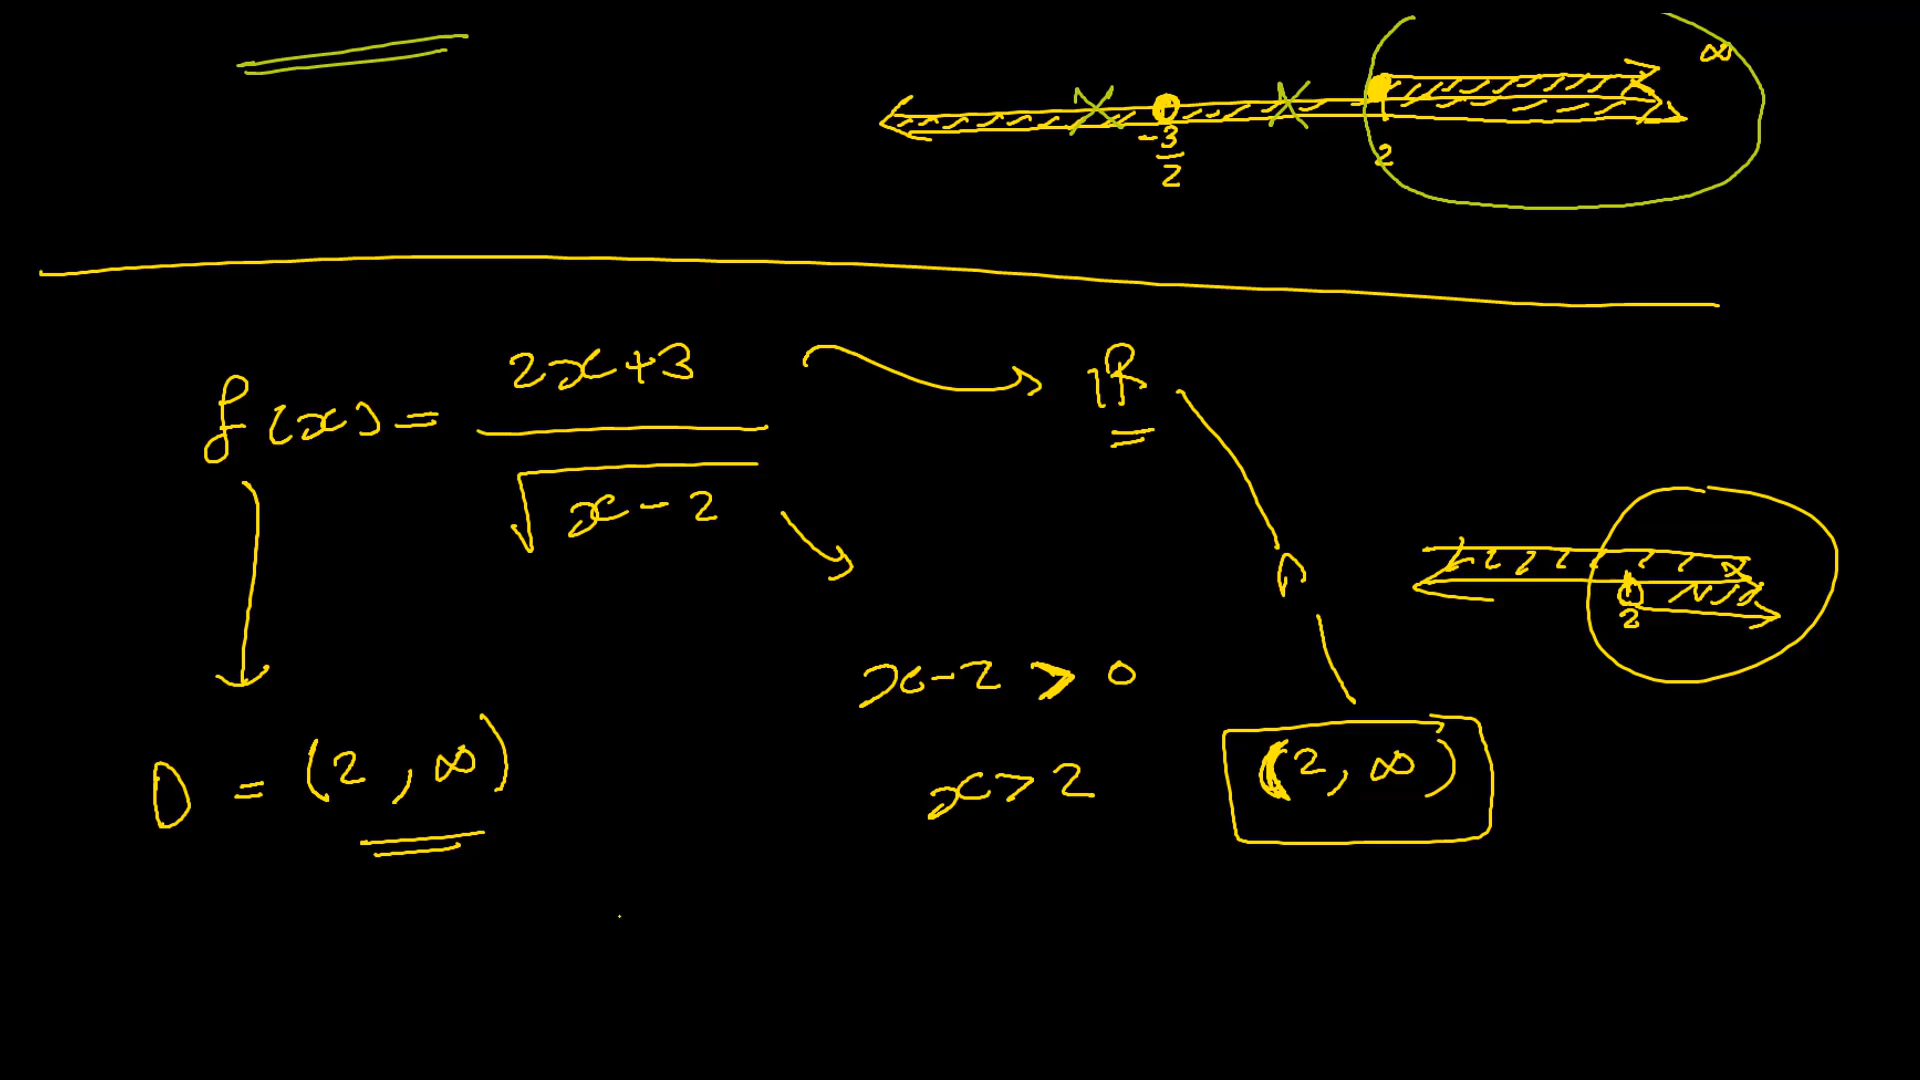 ∞
-3/2
2
f(x) = 2x+3 / √x-2
ℝ
∩
2
x-2 > 0
D = (2, ∞)
x > 2
(2, ∞)